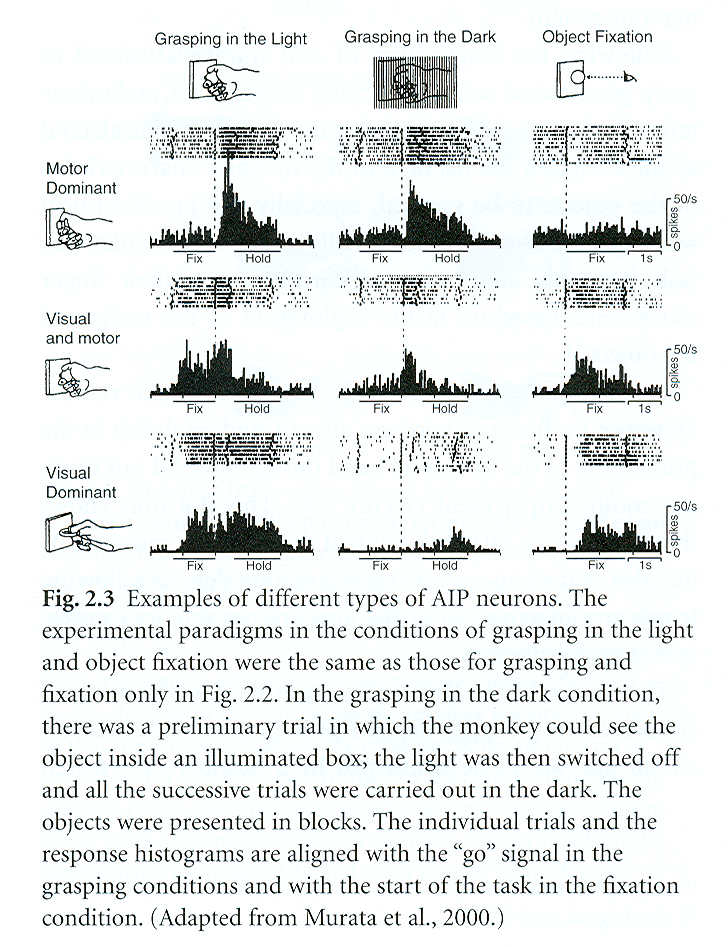 Grasping in the Light Grasping in the Dark Object Fixation
Motor
Dominant
50/s
spikes
0
Fix Hold Fix Hold Fix 1s
Visual
and motor
50/s
spikes
0
Fix Hold Fix Hold Fix 1s
Visual
Dominant
50/s
spikes
0
Fix Hold Fix Hold Fix 1s
Fig. 2.3 Examples of different types of AIP neurons. The
experimental paradigms in the conditions of grasping in the light
and object fixation were the same as those for grasping and
fixation only in Fig. 2.2. In the grasping in the dark condition,
there was a preliminary trial in which the monkey could see the
object inside an illuminated box; the light was then switched off
and all the successive trials were carried out in the dark. The
objects were presented in blocks. The individual trials and the
response histograms are aligned with the “go” signal in the
grasping conditions and with the start of the task in the fixation
condition. (Adapted from Murata et al., 2000.)